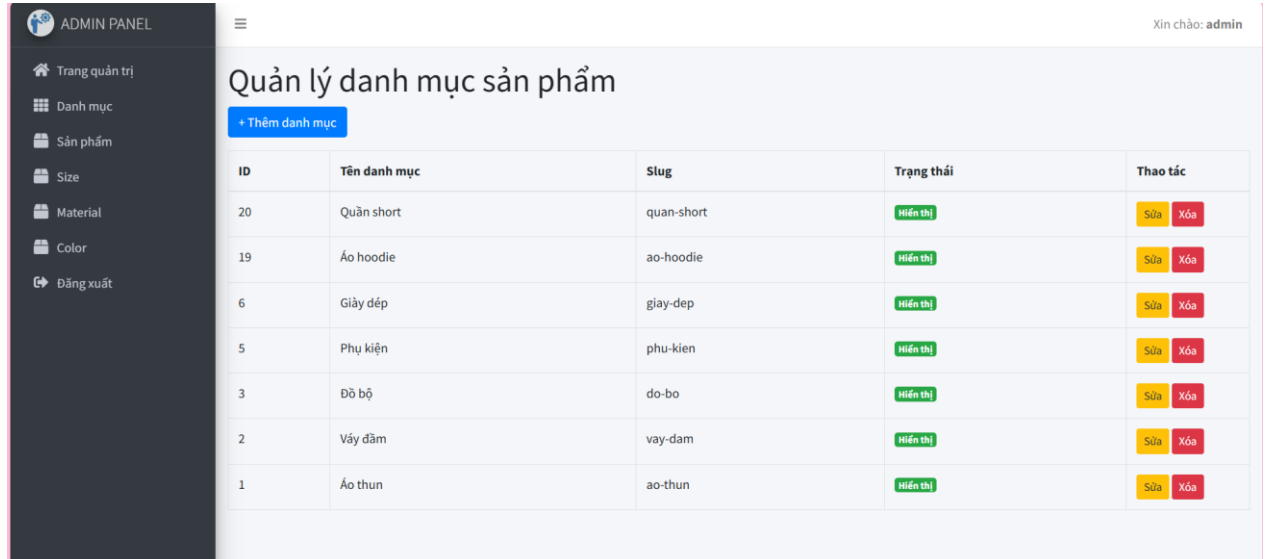 ADMIN PANEL
Xin chào: admin
Trang quản trị
Danh mục
Sản phẩm
Size
Material
Color
Đăng xuất
Quản lý danh mục sản phẩm
+ Thêm danh mục
ID Tên danh mục Slug Trạng thái Thao tác
20 Quần short quan-short Hiển thị Sửa Xóa
19 Áo hoodie ao-hoodie Hiển thị Sửa Xóa
6 Giày dép giay-dep Hiển thị Sửa Xóa
5 Phụ kiện phu-kien Hiển thị Sửa Xóa
3 Đồ bộ do-bo Hiển thị Sửa Xóa
2 Váy đầm vay-dam Hiển thị Sửa Xóa
1 Áo thun ao-thun Hiển thị Sửa Xóa